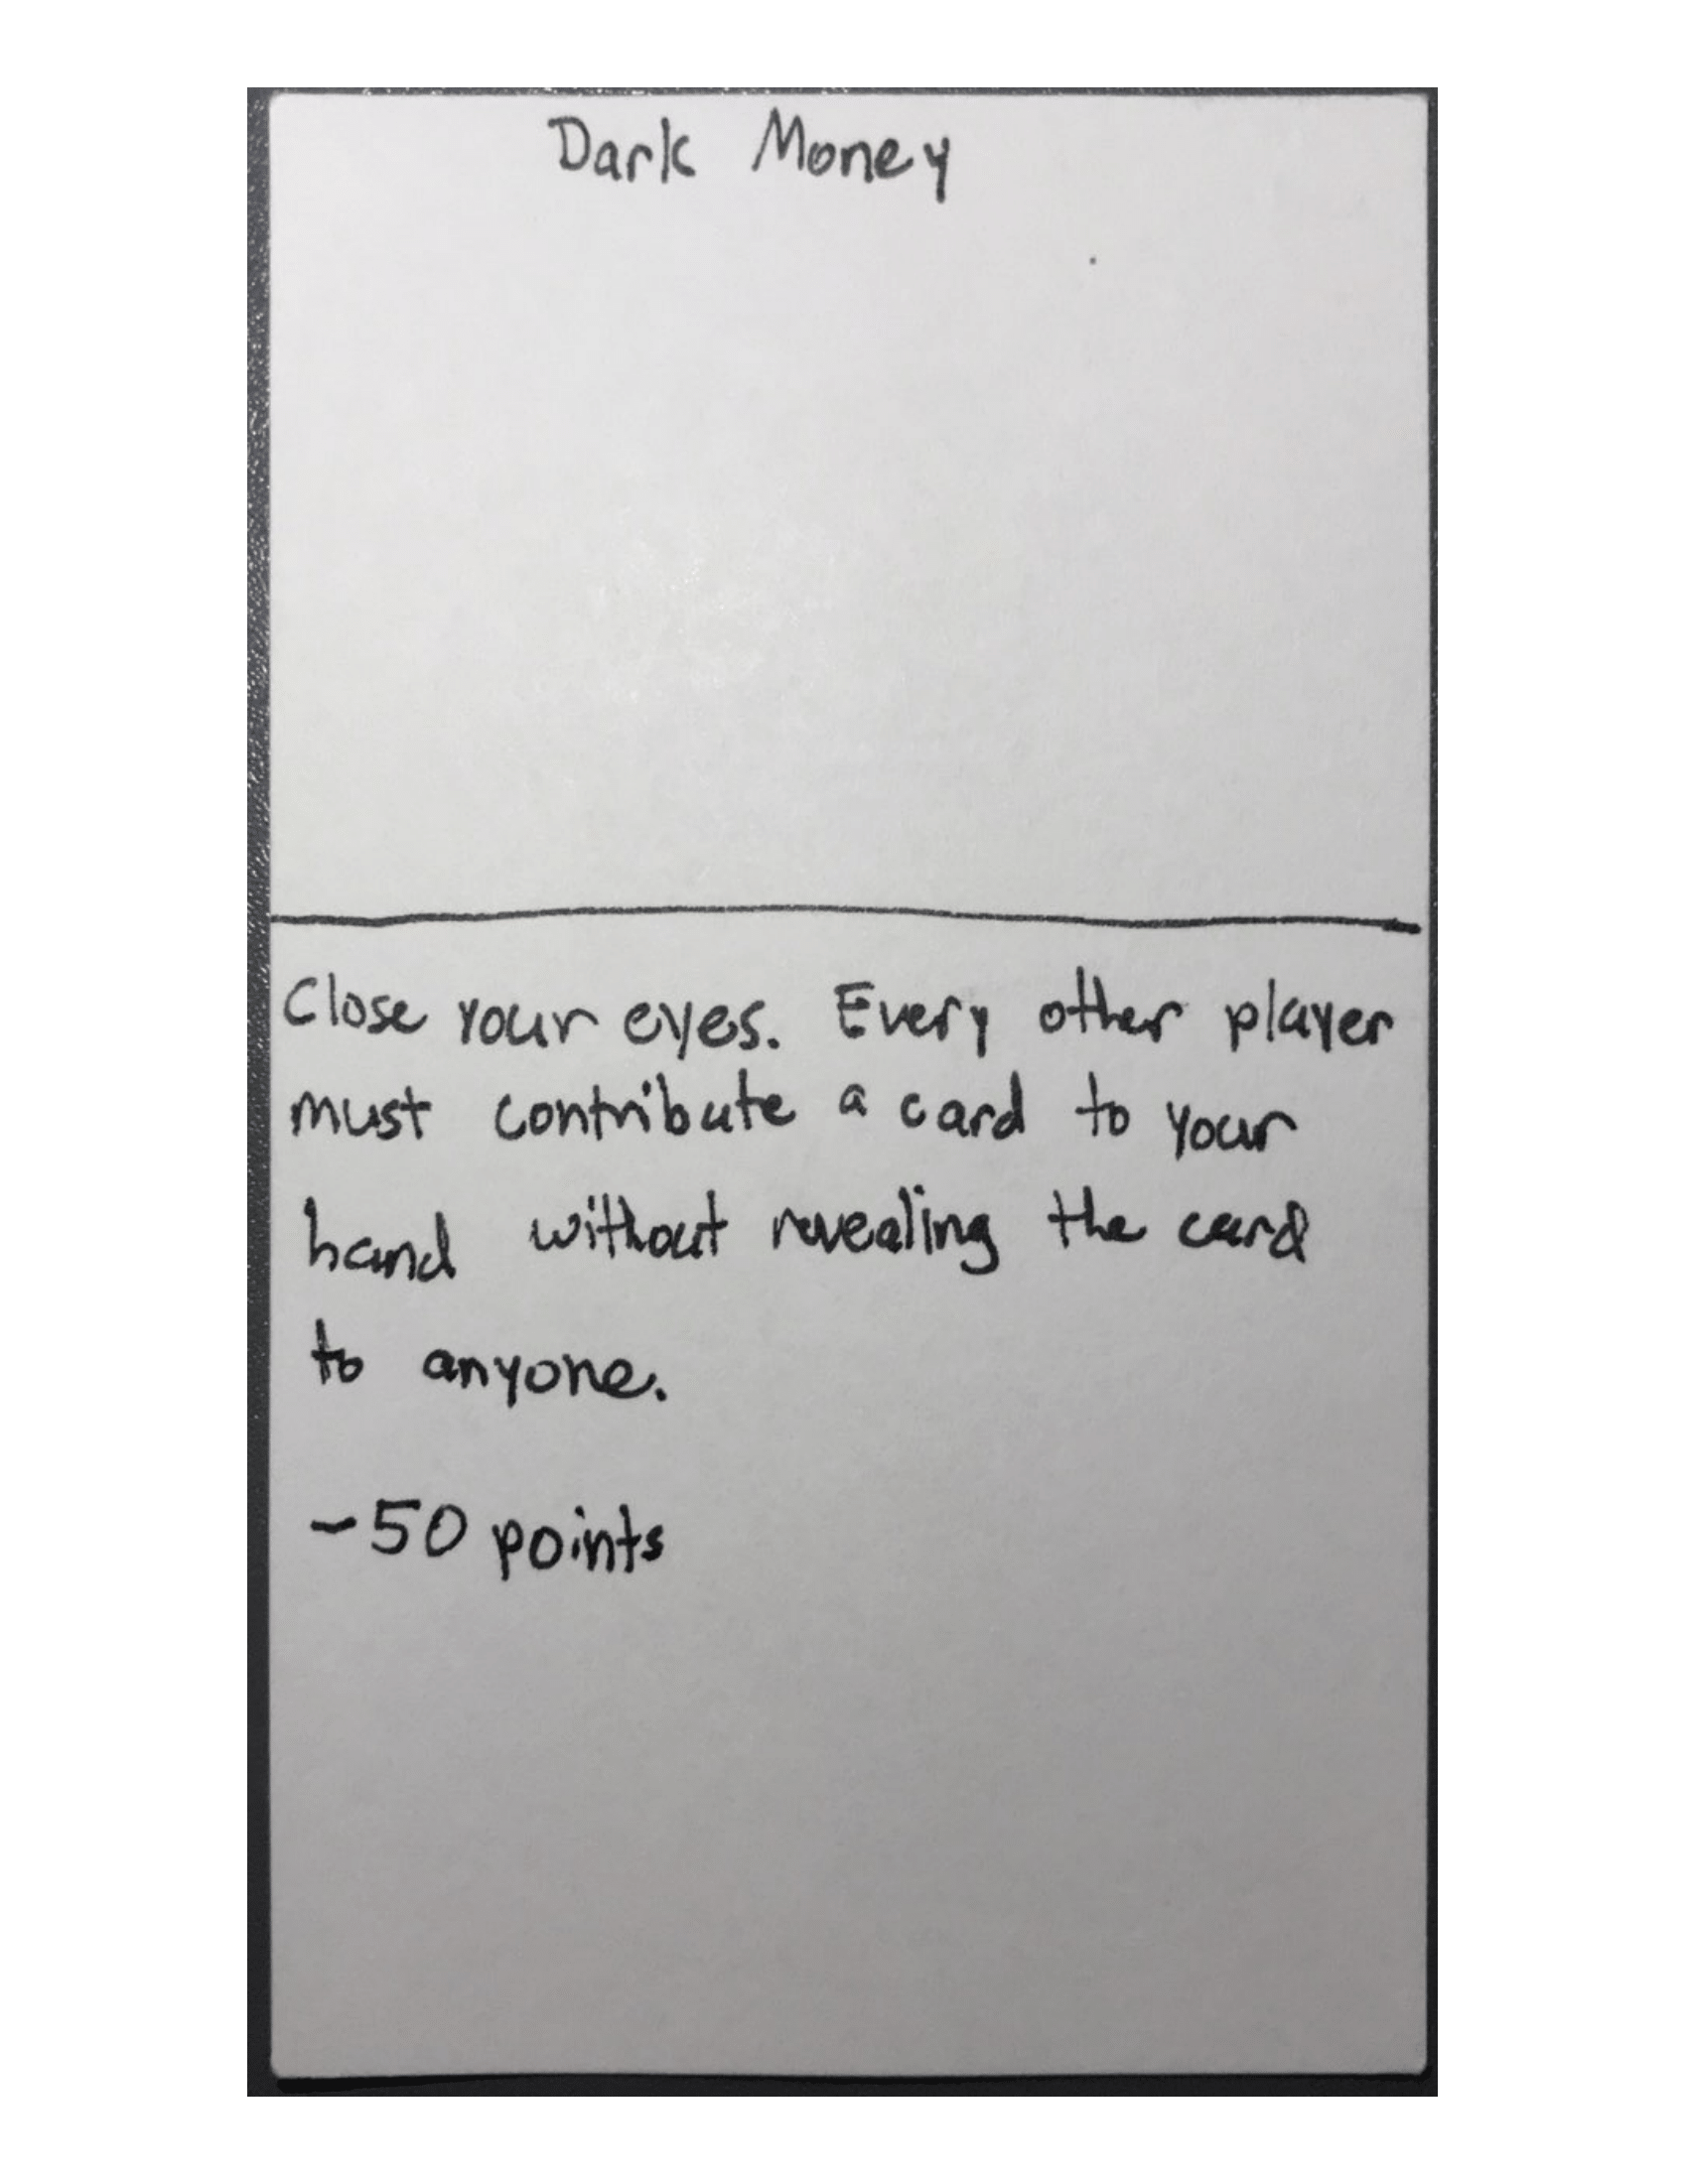 Dark Money
Close your eyes. Every other player
must contribute a card to your
hand without revealing the card
to anyone.
-50 points